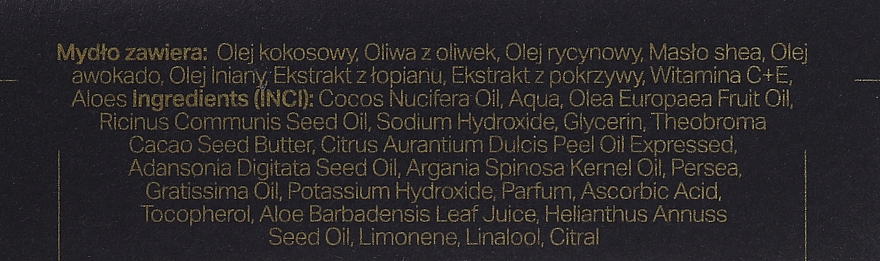 Mydło zawiera: Olej kokosowy, Oliwa z oliwek, Olej rycynowy, Masło shea, Olej
awokado, Olej lniany, Ekstrakt z łopianu, Ekstrakt z pokrzywy, Witamina C+E,
Aloes Ingredients (INCI): Cocos Nucifera Oil, Aqua, Olea Europaea Fruit Oil,
Ricinus Communis Seed Oil, Sodium Hydroxide, Glycerin, Theobroma
Cacao Seed Butter, Citrus Aurantium Dulcis Peel Oil Expressed,
Adansonia Digitata Seed Oil, Argania Spinosa Kernel Oil, Persea,
Gratissima Oil, Potassium Hydroxide, Parfum, Ascorbic Acid,
Tocopherol, Aloe Barbadensis Leaf Juice, Helianthus Annuss
Seed Oil, Limonene, Linalool, Citral